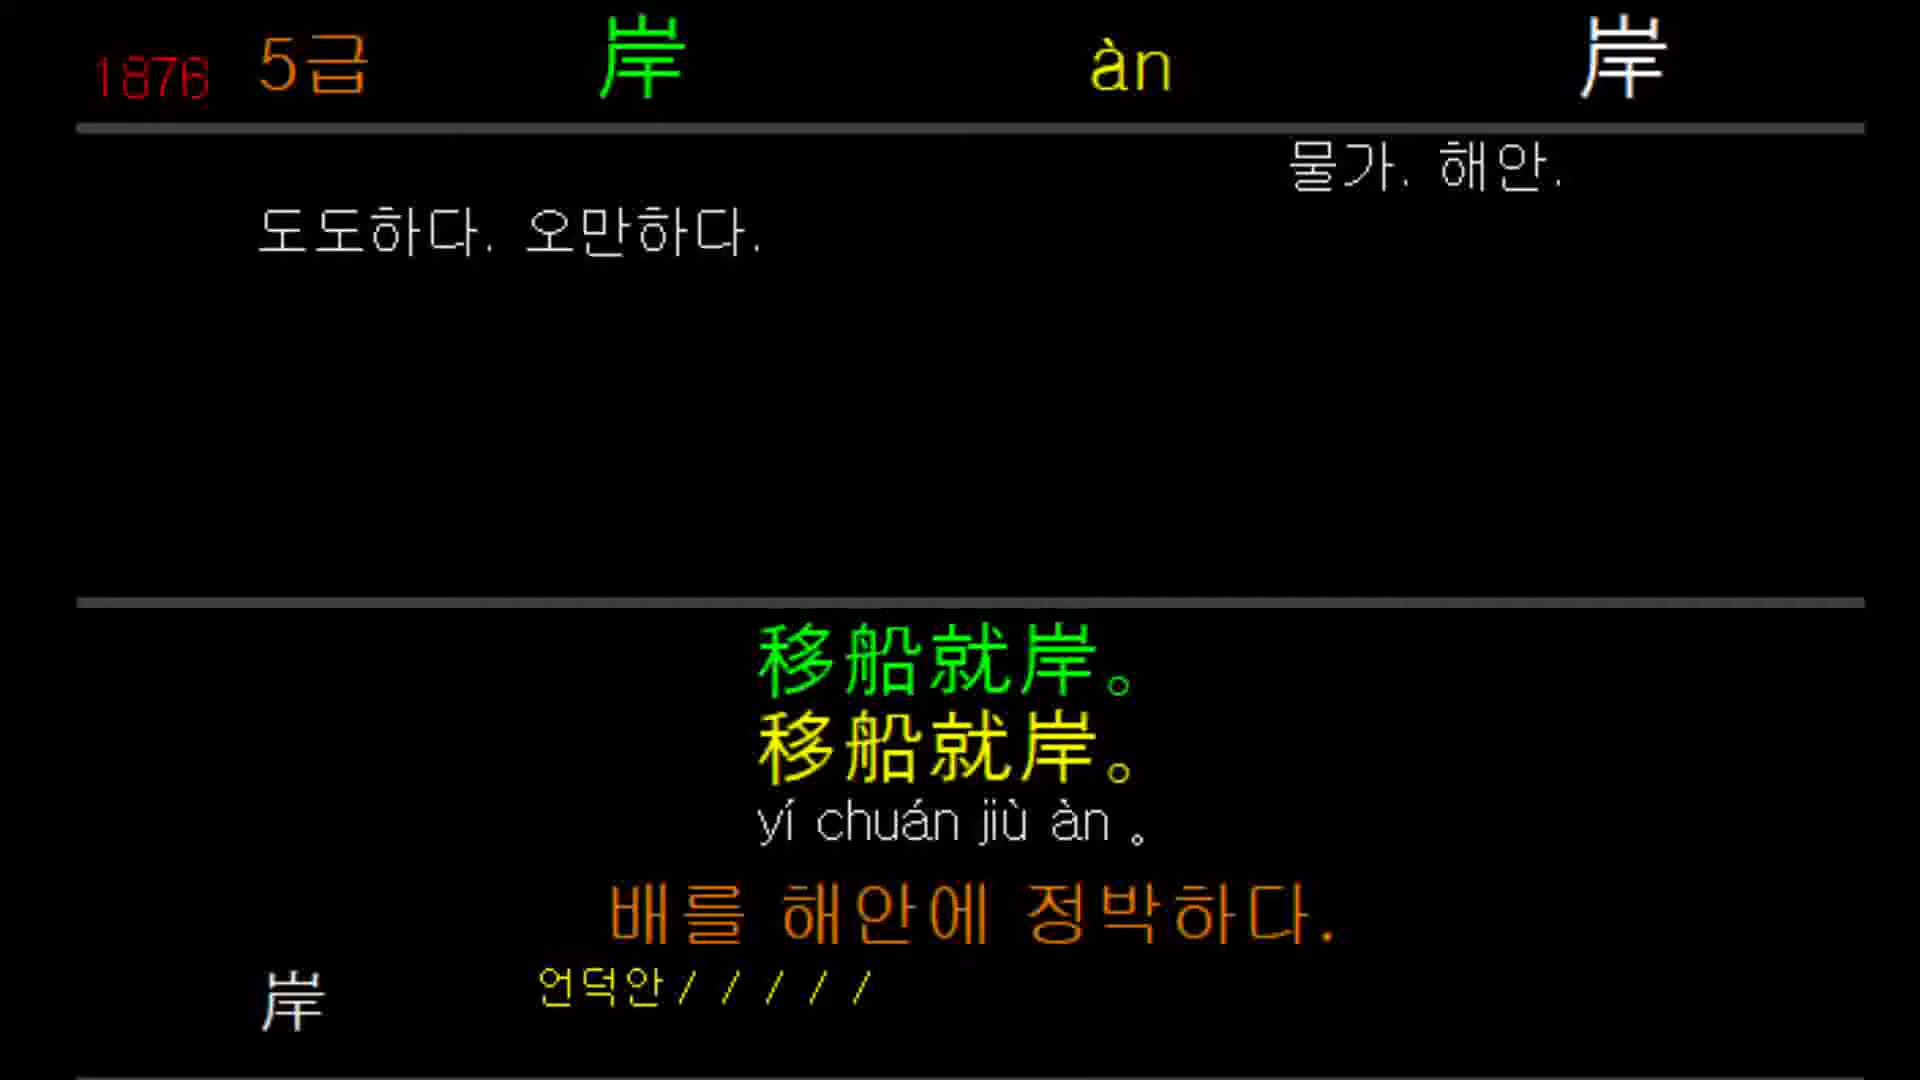 1876 5급 岸 àn 岸
물가. 해안.
도도하다. 오만하다.
移船就岸。
移船就岸。
yí chuán jiù àn 。
배를 해안에 정박하다.
岸 언덕안/ / / / /